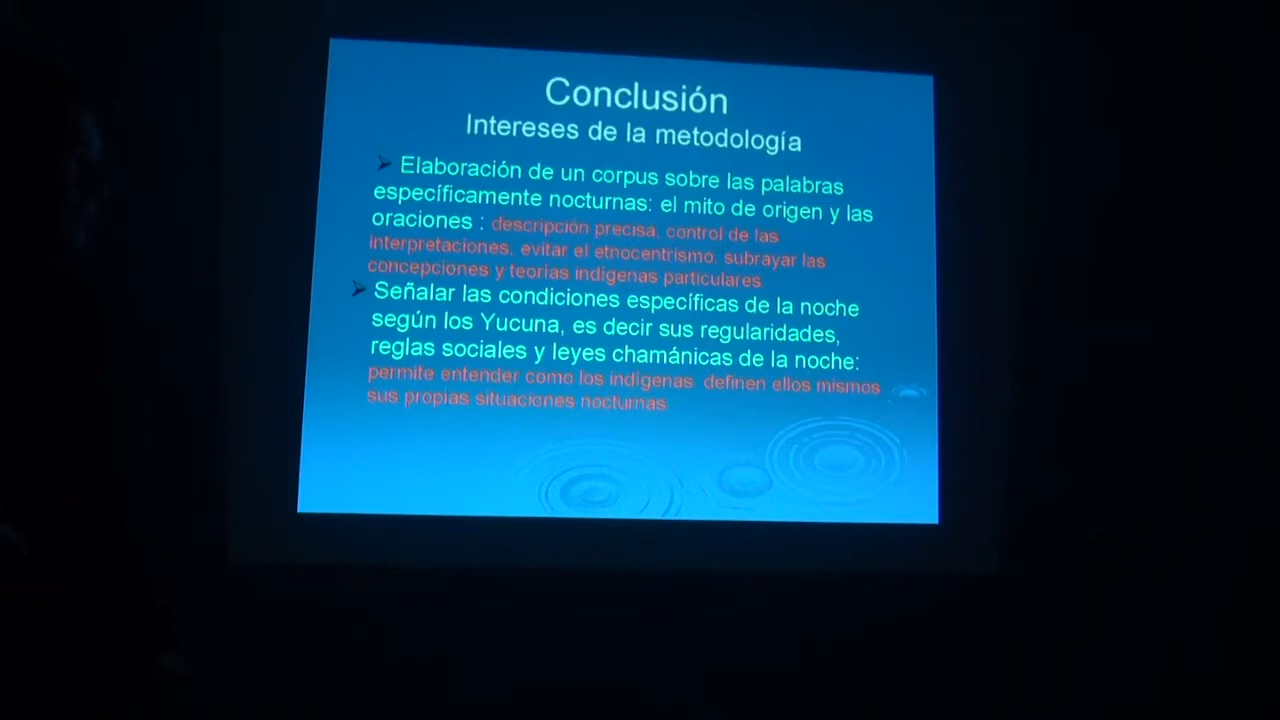 Conclusión
Intereses de la metodología
Elaboración de un corpus sobre las palabras
específicamente nocturnas: el mito de origen y las
oraciones : descripción precisa, control de las
interpretaciones, evitar el etnocentrismo, subrayar las
concepciones y teorías indígenas particulares
Señalar las condiciones específicas de la noche
según los Yucuna, es decir sus regularidades,
reglas sociales y leyes chamánicas de la noche:
permite entender como los indígenas definen ellos mismos
sus propias situaciones nocturnas